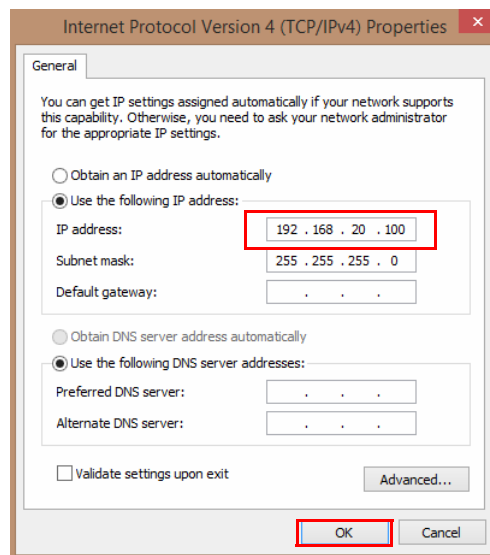 Internet Protocol Version 4 (TCP/IPv4) Properties
General
You can get IP settings assigned automatically if your network supports
this capability. Otherwise, you need to ask your network administrator
for the appropriate IP settings.
Obtain an IP address automatically
Use the following IP address:
IP address: 192 . 168 . 20 . 100
Subnet mask: 255 . 255 . 255 . 0
Default gateway: . . .
Obtain DNS server address automatically
Use the following DNS server addresses:
Preferred DNS server: . . .
Alternate DNS server: . . .
Validate settings upon exit
Advanced...
OK Cancel